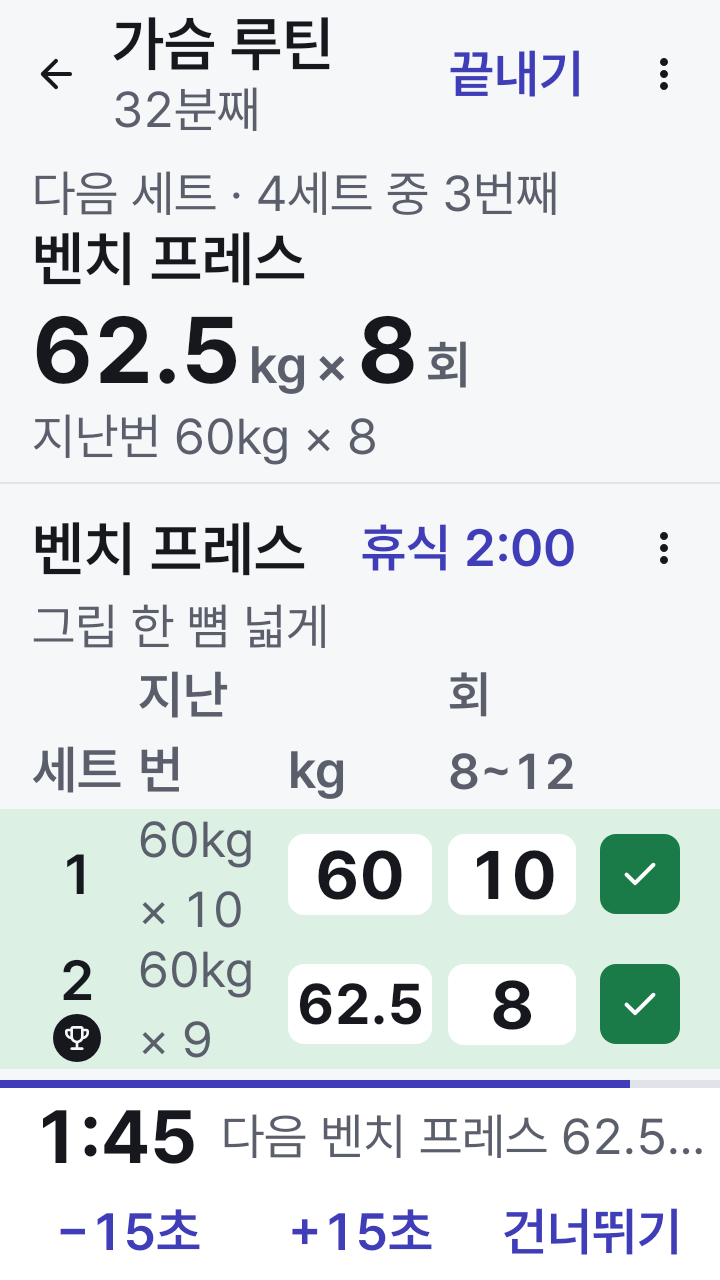 가슴 루틴
32분째
끝내기
다음 세트 · 4세트 중 3번째
벤치 프레스
62.5 kg × 8 회
지난번 60kg × 8
벤치 프레스
휴식 2:00
그립 한 뼘 넓게
세트
지난
번
kg
회
8~12
1
60kg
× 10
60
10
2
60kg
× 9
62.5
8
1:45
다음 벤치 프레스 62.5...
−15초
+15초
건너뛰기